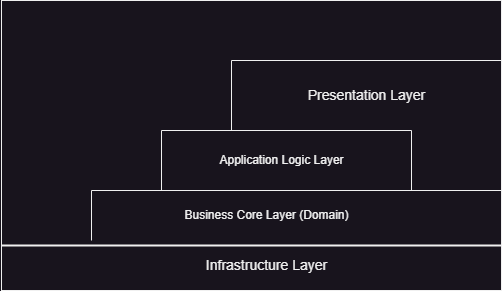 Presentation Layer
Application Logic Layer
Business Core Layer (Domain)
Infrastructure Layer